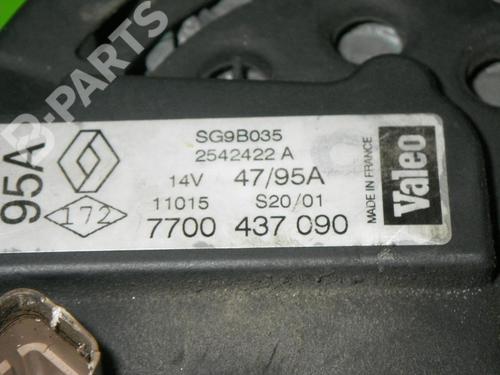 B-PARTS
95A
172
SG9B035
2542422 A
14V 47/95A
11015 S20/01
7700 437 090
MADE IN FRANCE
Valeo